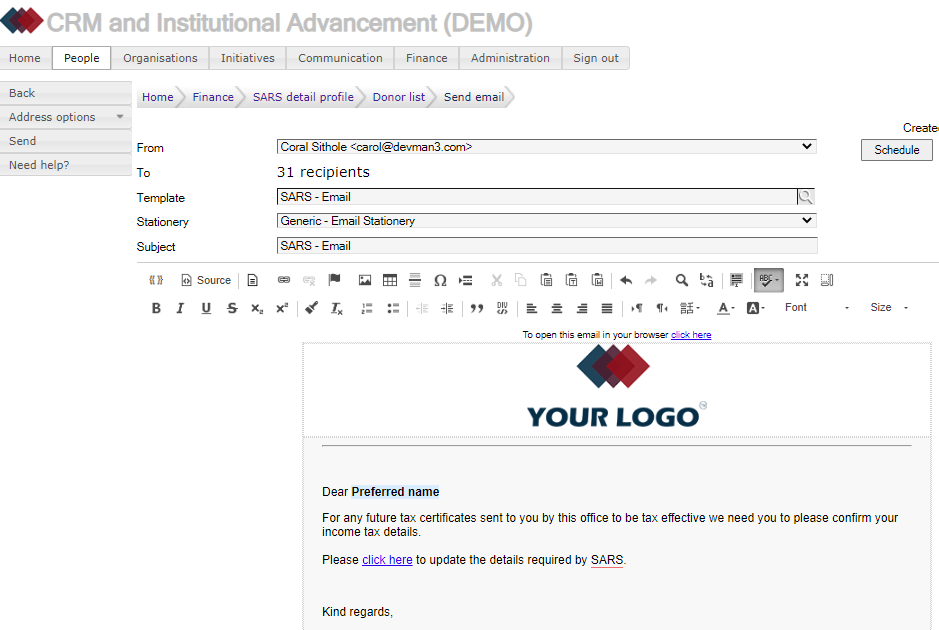 CRM and Institutional Advancement (DEMO)
Home People Organisations Initiatives Communication Finance Administration Sign out
Back
Address options
Send
Need help?
Home Finance SARS detail profile Donor list Send email
Create
From Coral Sithole <carol@devman3.com> Schedule
To 31 recipients
Template SARS - Email
Stationery Generic - Email Stationery
Subject SARS - Email
Source
ABC
B I U S x₂ x² Ix DIV A A Font Size
To open this email in your browser click here
YOUR LOGO
Dear Preferred name
For any future tax certificates sent to you by this office to be tax effective we need you to please confirm your
income tax details.
Please click here to update the details required by SARS.
Kind regards,